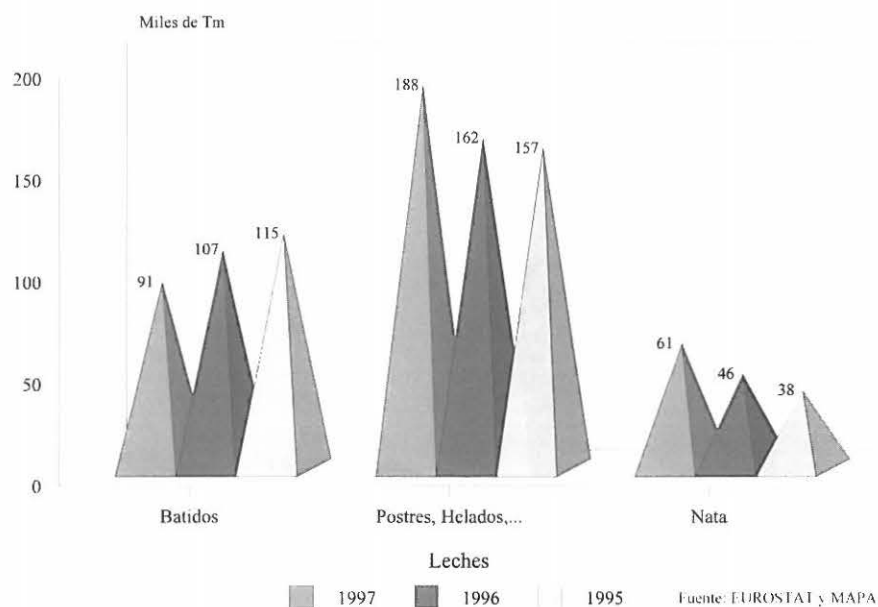 Miles de Tm
200
150
100
50
0
91
107
115
188
162
157
61
46
38
Batidos
Postres, Helados,...
Nata
Leches
1997
1996
1995
Fuente: EUROSTAT y MAPA